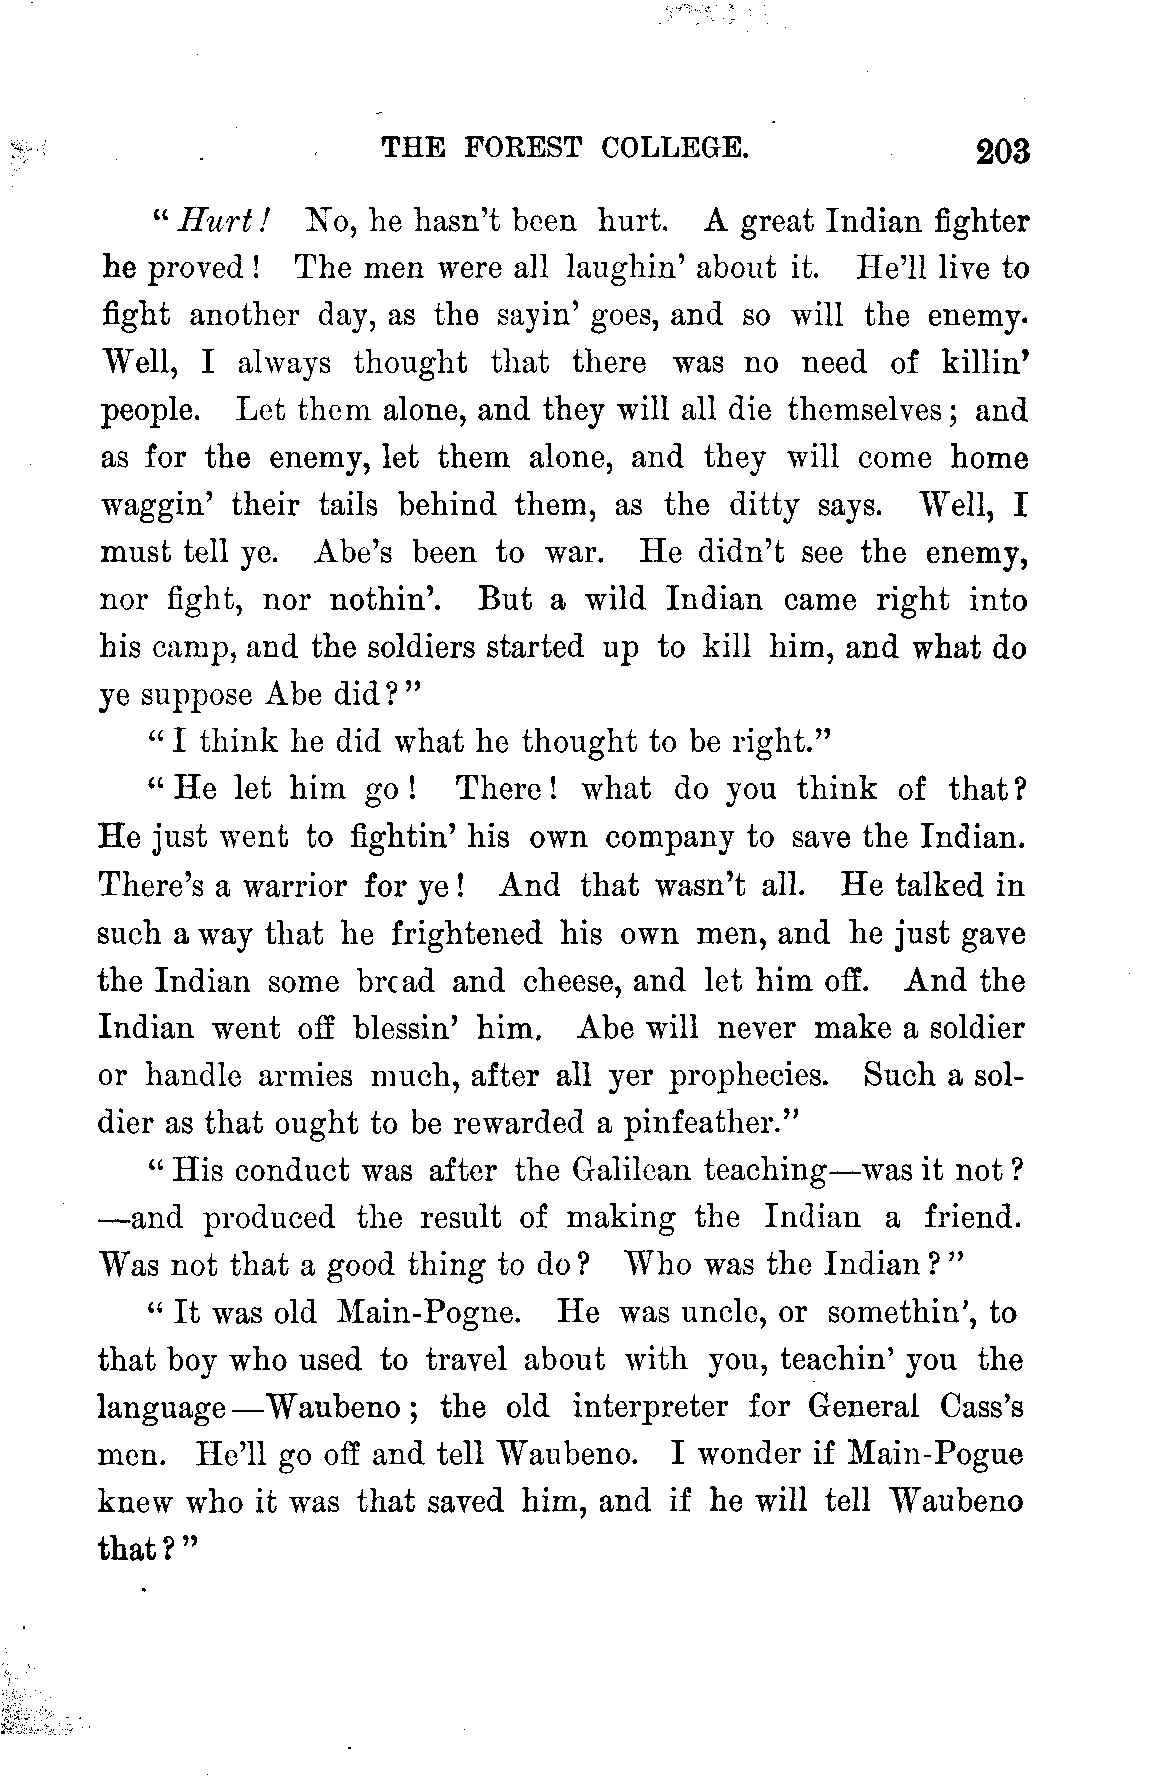 THE FOREST COLLEGE. 203
“Hurt! No, he hasn't been hurt. A great Indian fighter
he proved! The men were all laughin' about it. He'll live to
fight another day, as the sayin' goes, and so will the enemy.
Well, I always thought that there was no need of killin'
people. Let them alone, and they will all die themselves; and
as for the enemy, let them alone, and they will come home
waggin' their tails behind them, as the ditty says. Well, I
must tell ye. Abe's been to war. He didn't see the enemy,
nor fight, nor nothin'. But a wild Indian came right into
his camp, and the soldiers started up to kill him, and what do
ye suppose Abe did?”
“I think he did what he thought to be right.”
“He let him go! There! what do you think of that?
He just went to fightin' his own company to save the Indian.
There's a warrior for ye! And that wasn't all. He talked in
such a way that he frightened his own men, and he just gave
the Indian some bread and cheese, and let him off. And the
Indian went off blessin' him. Abe will never make a soldier
or handle armies much, after all yer prophecies. Such a sol-
dier as that ought to be rewarded a pinfeather.”
“His conduct was after the Galilean teaching—was it not?
—and produced the result of making the Indian a friend.
Was not that a good thing to do? Who was the Indian?”
“It was old Main-Pogne. He was uncle, or somethin', to
that boy who used to travel about with you, teachin' you the
language—Waubeno; the old interpreter for General Cass's
men. He'll go off and tell Waubeno. I wonder if Main-Pogue
knew who it was that saved him, and if he will tell Waubeno
that?”